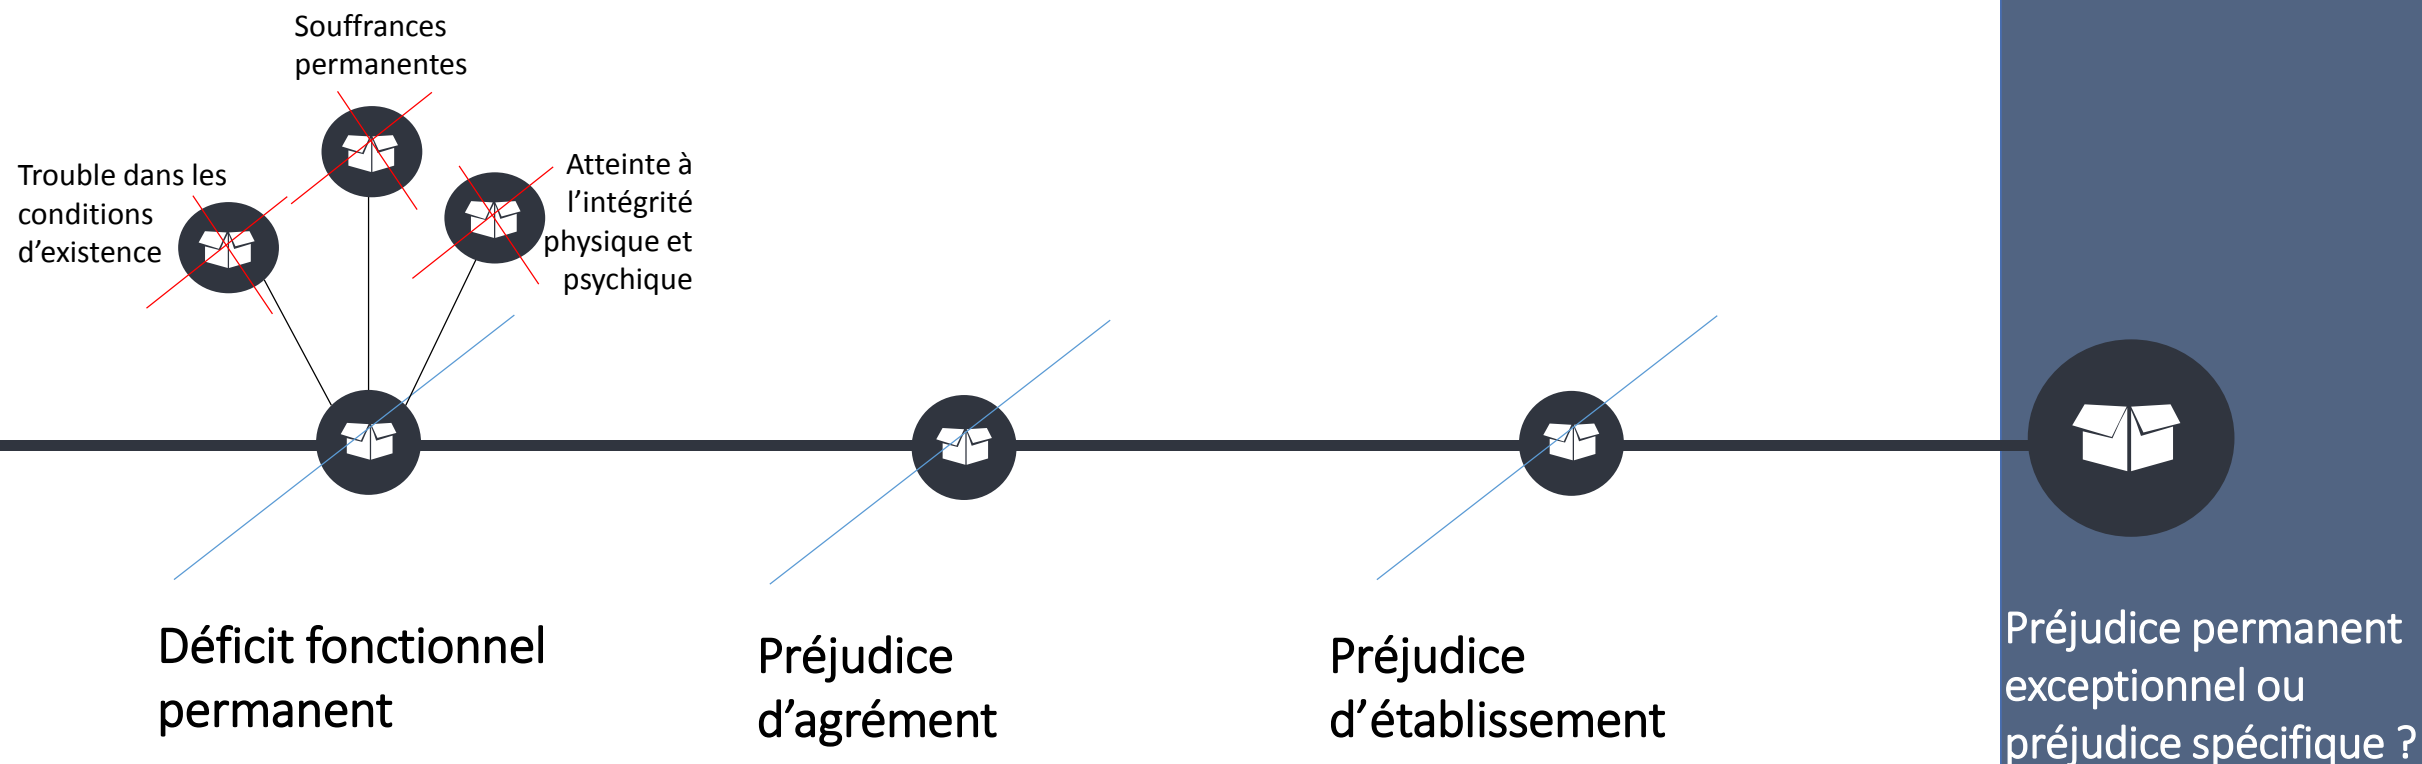 Souffrances
permanentes
Trouble dans les
conditions
d’existence
Atteinte à
l’intégrité
physique et
psychique
Déficit fonctionnel
permanent
Préjudice
d’agrément
Préjudice
d’établissement
Préjudice permanent
exceptionnel ou
préjudice spécifique ?